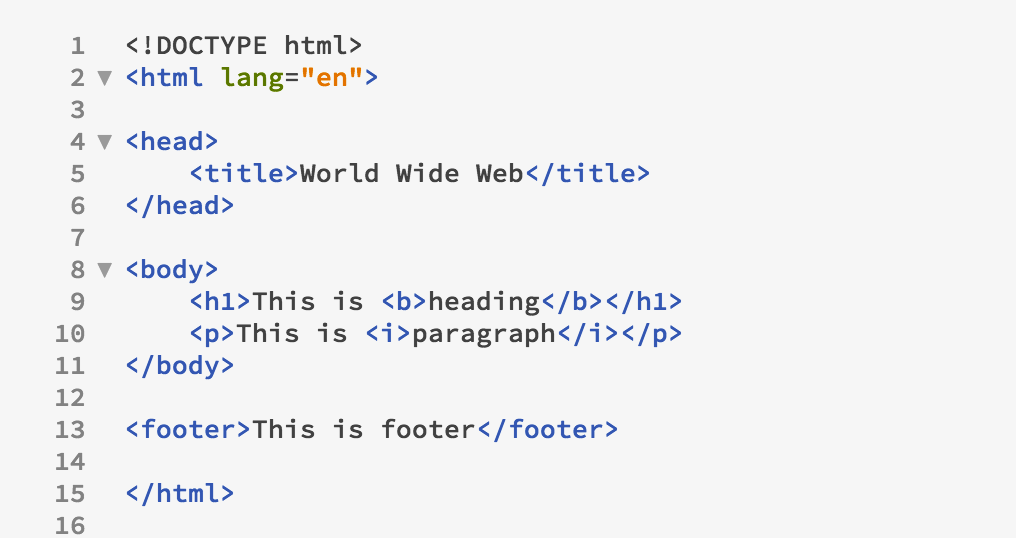 1 <!DOCTYPE html>
2 ▼ <html lang="en">
3
4 ▼ <head>
5     <title>World Wide Web</title>
6 </head>
7
8 ▼ <body>
9     <h1>This is <b>heading</b></h1>
10     <p>This is <i>paragraph</i></p>
11 </body>
12
13 <footer>This is footer</footer>
14
15 </html>
16